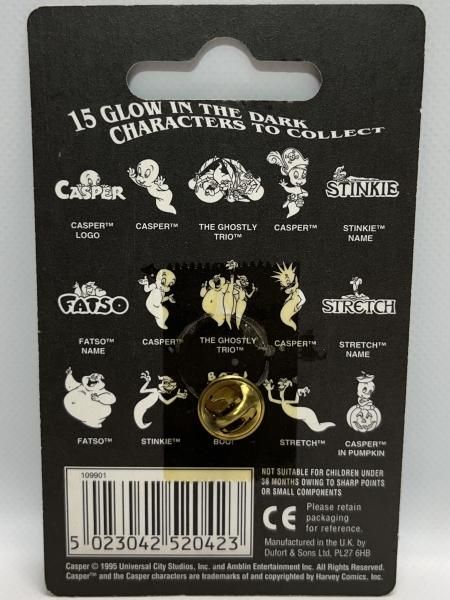 15 GLOW IN THE DARK
CHARACTERS TO COLLECT
CASPER
STINKIE
CASPER™
LOGO
CASPER™
THE GHOSTLY
TRIO™
CASPER™
STINKIE™
NAME
FATSO
STRETCH
FATSO™
NAME
CASPER™
THE GHOSTLY
TRIO™
CASPER™
STRETCH™
NAME
FATSO™
STINKIE™
BOO!
STRETCH™
CASPER™
IN PUMPKIN
109901
5 023042 520423
NOT SUITABLE FOR CHILDREN UNDER
36 MONTHS OWING TO SHARP POINTS
OR SMALL COMPONENTS
CE
Please retain
packaging
for reference.
Manufactured in the U.K. by
Dufort & Sons Ltd. PL27 6HB
Casper © 1995 Universal City Studios, Inc. and Amblin Entertainment Inc. All Rights Reserved.
Casper™ and the Casper characters are trademarks of and copyrighted by Harvey Comics, Inc.